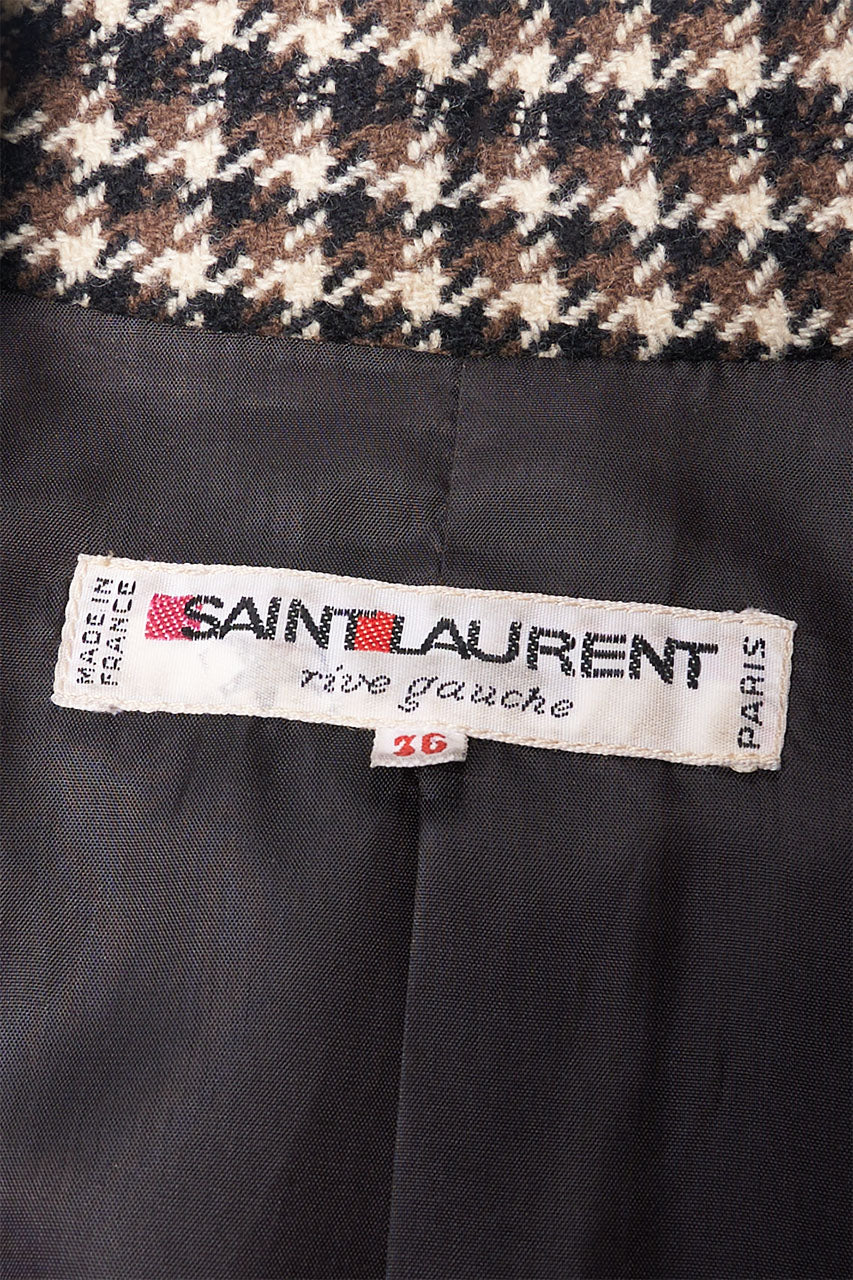 MADE IN
FRANCE
SAINT LAURENT
rive gauche
PARIS
36